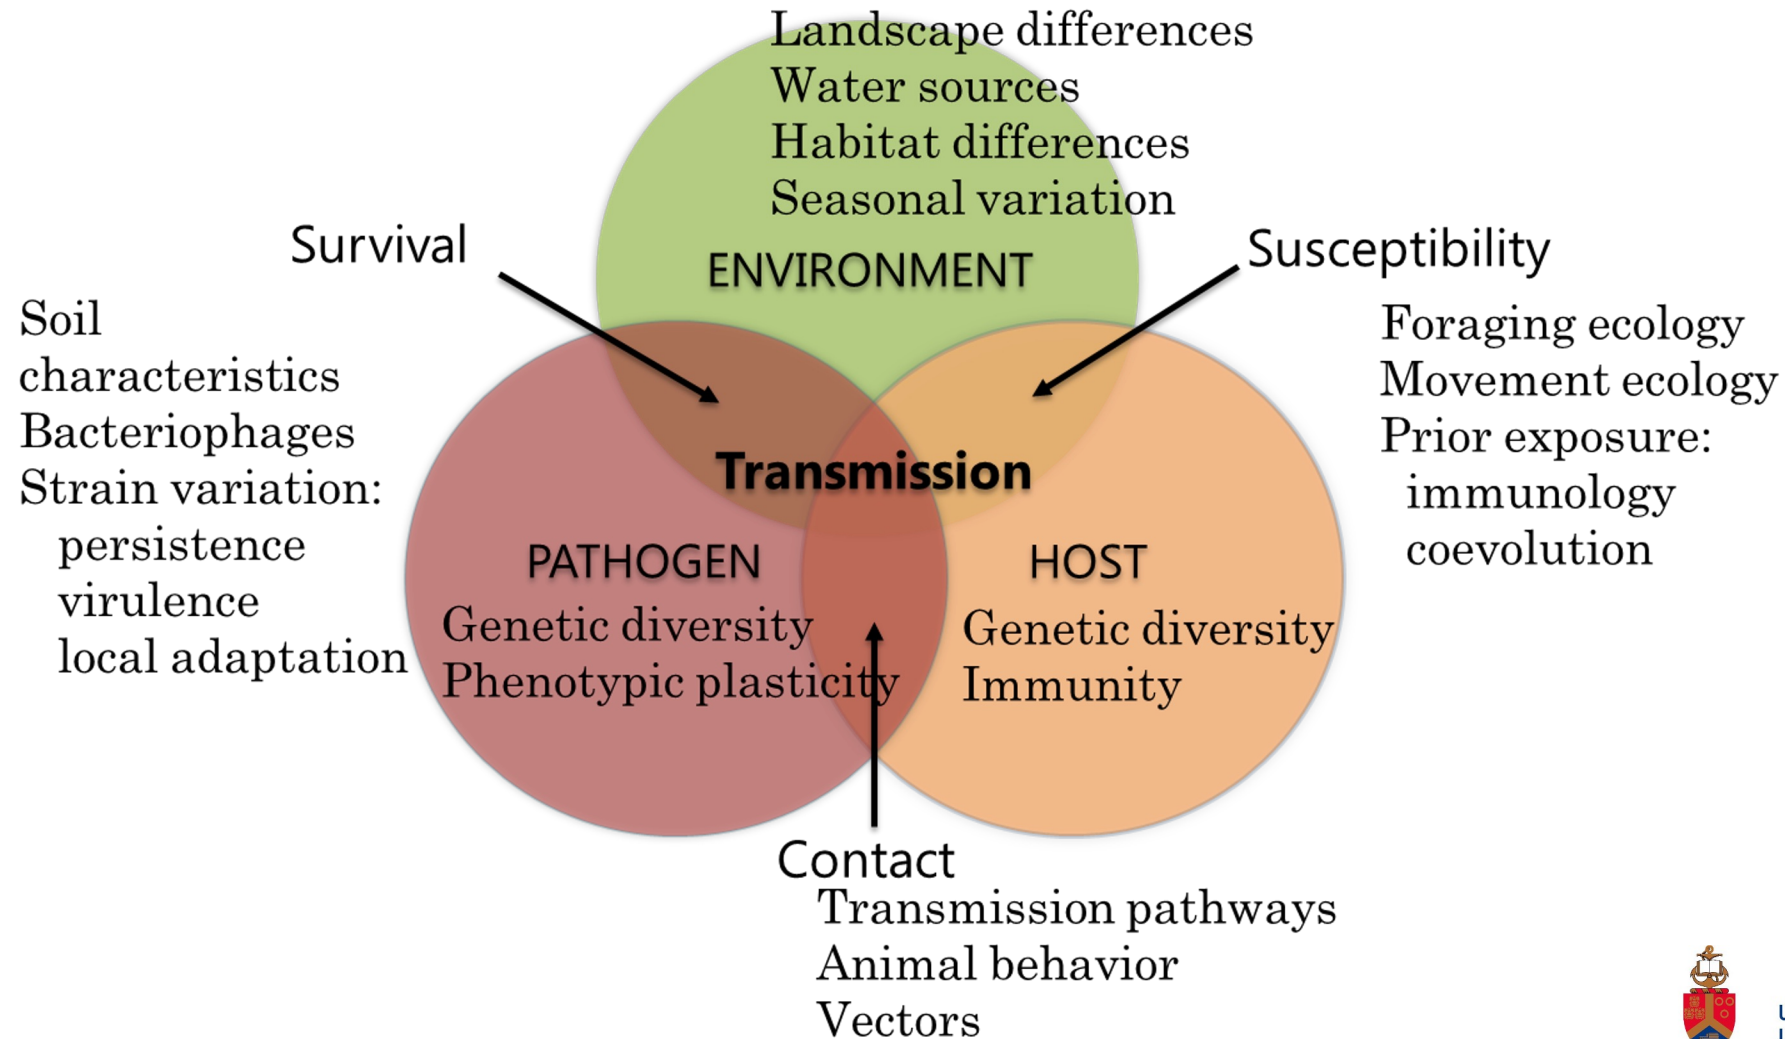 Landscape differences
Water sources
Habitat differences
Seasonal variation
ENVIRONMENT
Survival
Soil
characteristics
Bacteriophages
Strain variation:
persistence
virulence
local adaptation
Susceptibility
Foraging ecology
Movement ecology
Prior exposure:
immunology
coevolution
Transmission
PATHOGEN
Genetic diversity
Phenotypic plasticity
HOST
Genetic diversity
Immunity
Contact
Transmission pathways
Animal behavior
Vectors